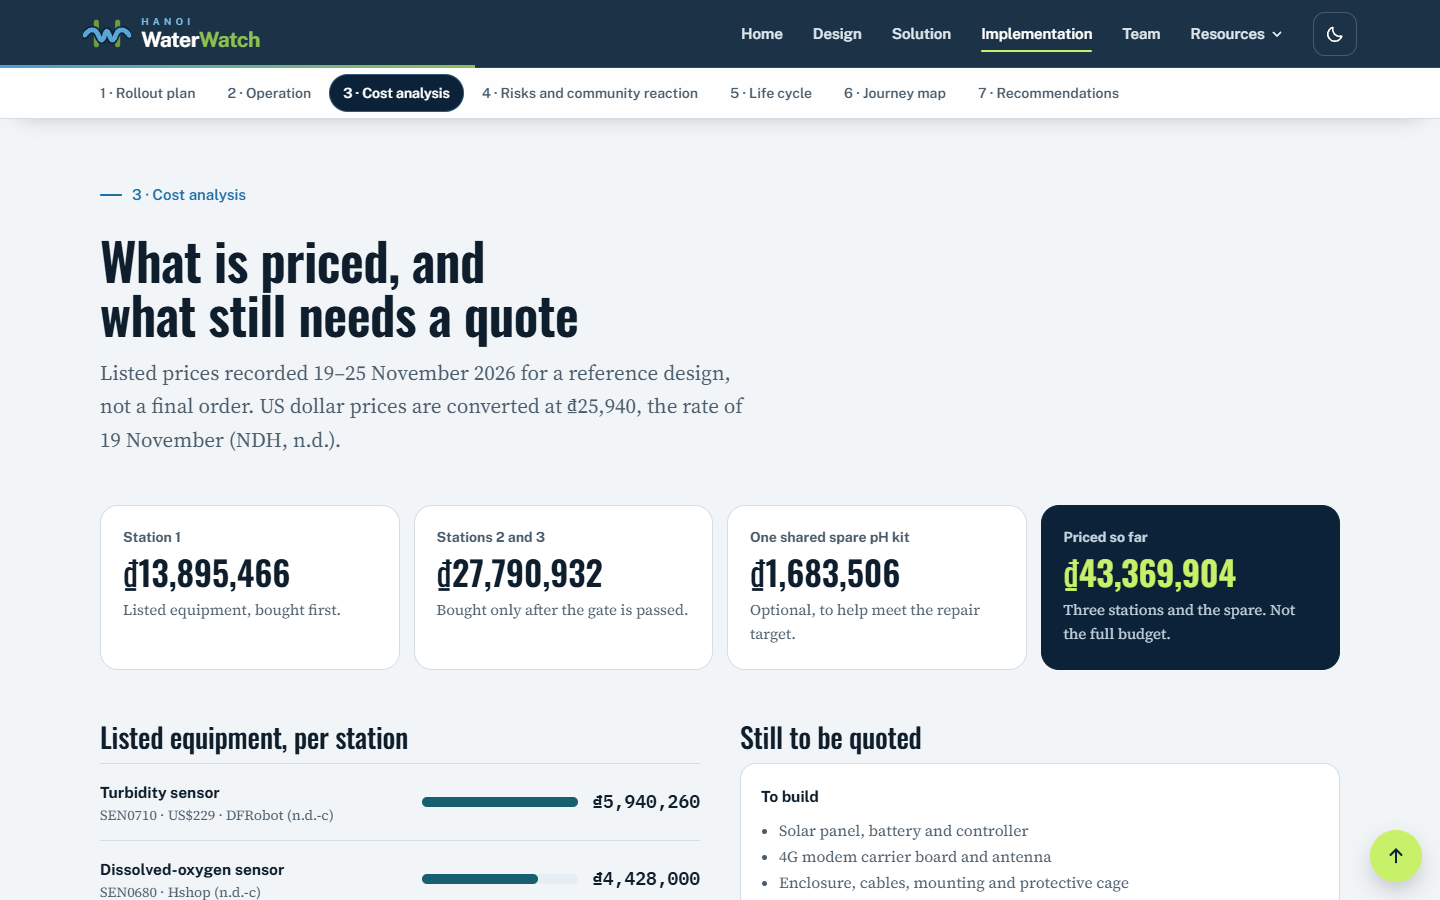 HANOI
WaterWatch
Home
Design
Solution
Implementation
Team
Resources
1 · Rollout plan
2 · Operation
3 · Cost analysis
4 · Risks and community reaction
5 · Life cycle
6 · Journey map
7 · Recommendations
3 · Cost analysis
What is priced, and
what still needs a quote
Listed prices recorded 19–25 November 2026 for a reference design,
not a final order. US dollar prices are converted at ₫25,940, the rate of
19 November (NDH, n.d.).
Station 1
₫13,895,466
Listed equipment, bought first.
Stations 2 and 3
₫27,790,932
Bought only after the gate is passed.
One shared spare pH kit
₫1,683,506
Optional, to help meet the repair
target.
Priced so far
₫43,369,904
Three stations and the spare. Not
the full budget.
Listed equipment, per station
Turbidity sensor
SEN0710 · US$229 · DFRobot (n.d.-c)
₫5,940,260
Dissolved-oxygen sensor
SEN0680 · Hshop (n.d.-c)
₫4,428,000
Still to be quoted
To build
• Solar panel, battery and controller
• 4G modem carrier board and antenna
• Enclosure, cables, mounting and protective cage